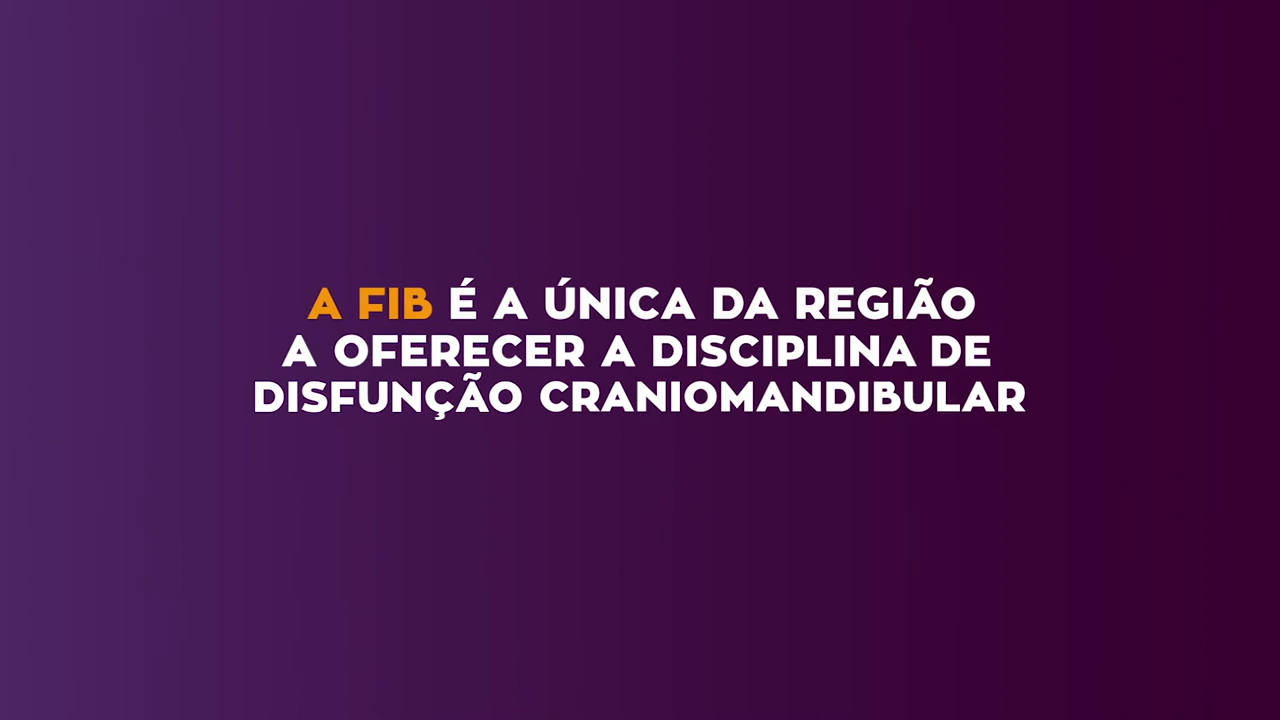 A FIB É A ÚNICA DA REGIÃO
A OFERECER A DISCIPLINA DE
DISFUNÇÃO CRANIOMANDIBULAR